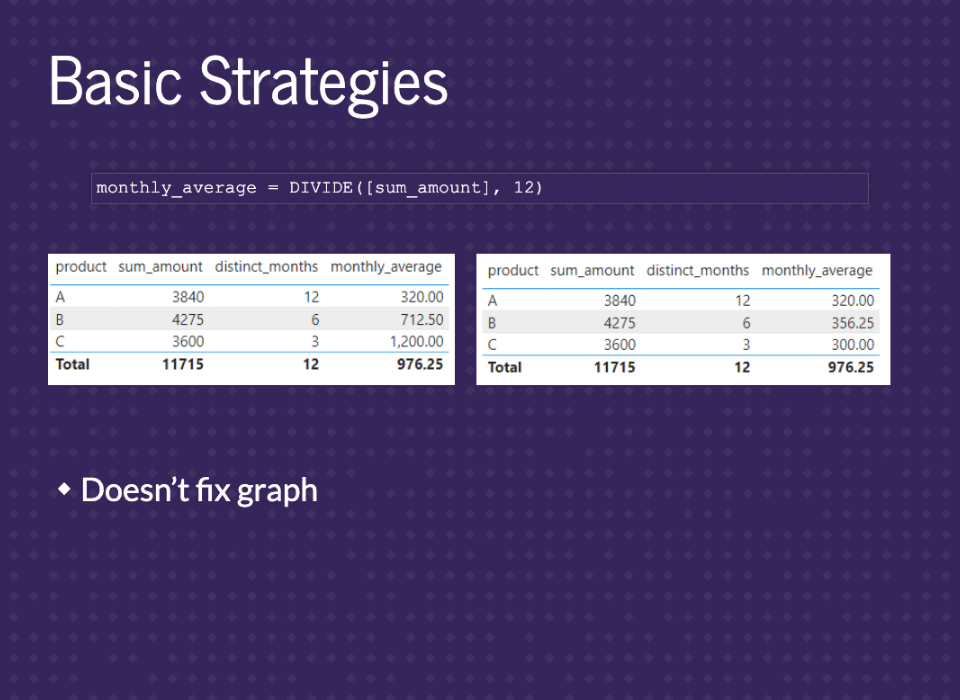 Basic Strategies
monthly_average = DIVIDE([sum_amount], 12)
product sum_amount distinct_months monthly_average
A 3840 12 320.00
B 4275 6 712.50
C 3600 3 1,200.00
Total 11715 12 976.25
product sum_amount distinct_months monthly_average
A 3840 12 320.00
B 4275 6 356.25
C 3600 3 300.00
Total 11715 12 976.25
Doesn’t fix graph